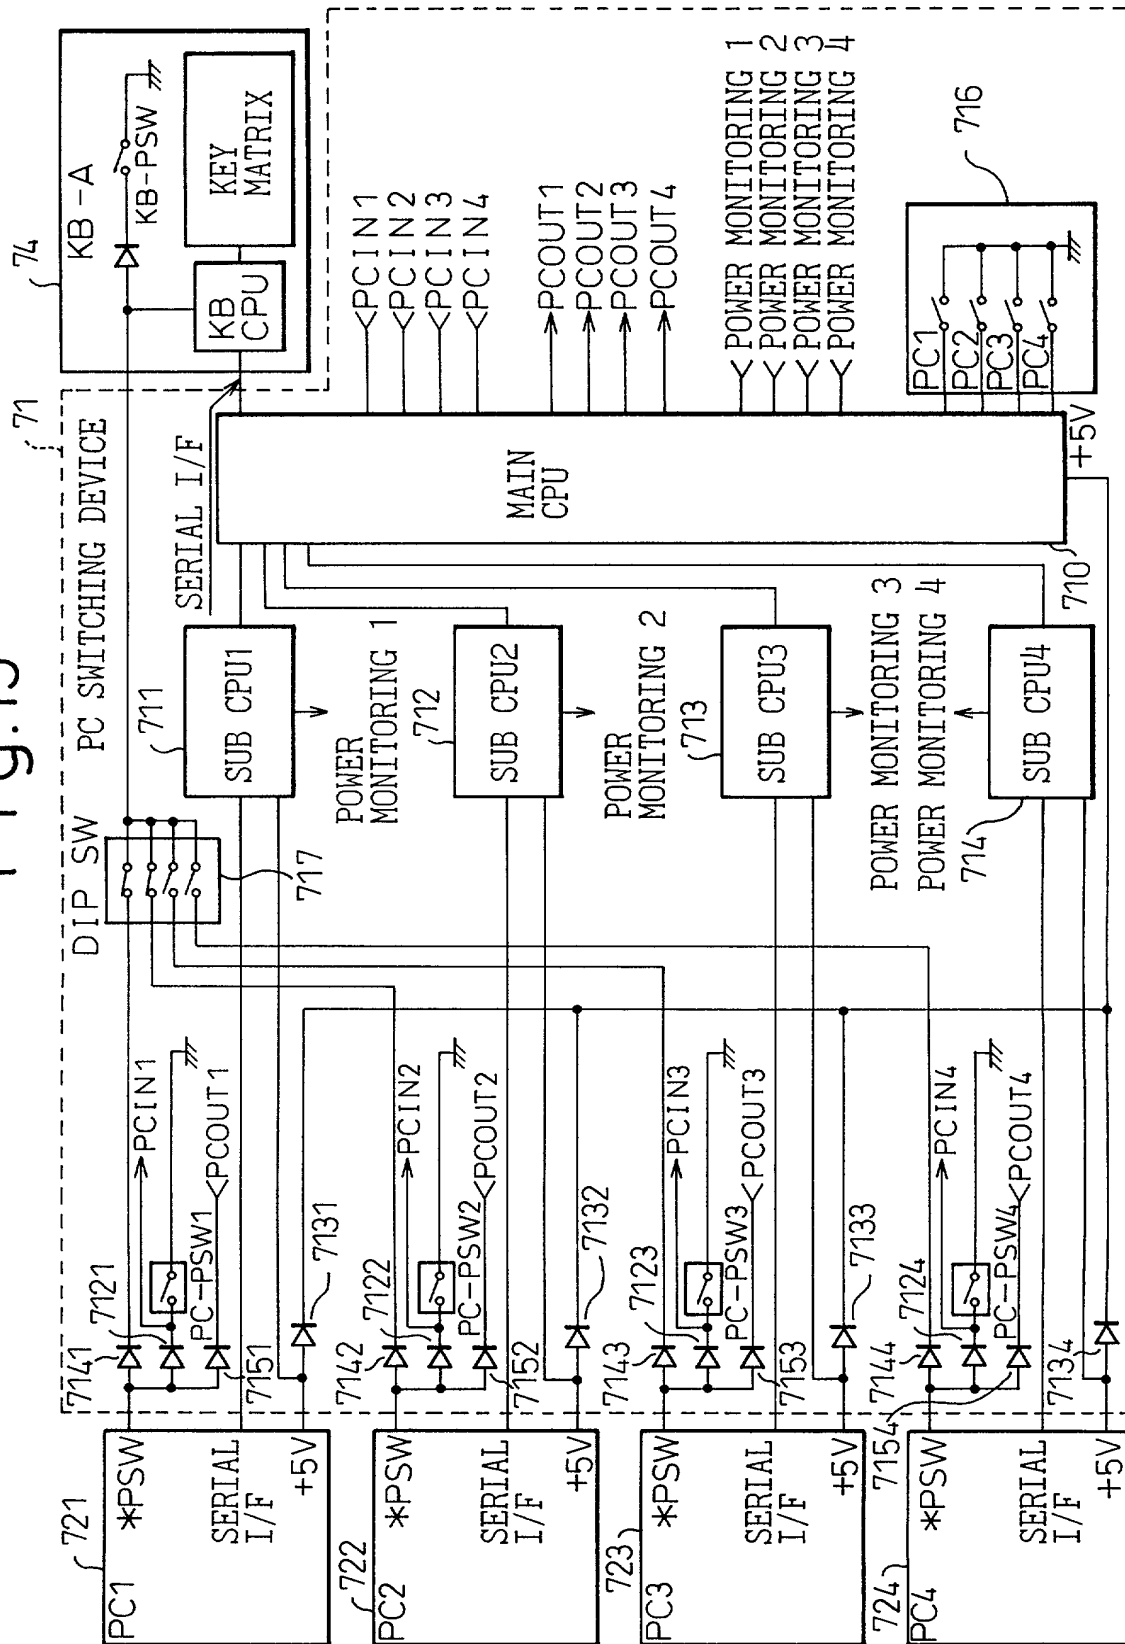 Fig.19
71
PC SWITCHING DEVICE
74
KB-A
KB-PSW
KB
CPU
KEY
MATRIX
DIP SW
717
SERIAL I/F
721
PC1
*PSW
SERIAL
I/F
+5V
7141
7121
PCIN1
PC-PSW1
PCOUT1
7151
7131
711
SUB CPU1
POWER
MONITORING 1
722
PC2
*PSW
SERIAL
I/F
+5V
7142
7122
PCIN2
PC-PSW2
PCOUT2
7152
7132
712
SUB CPU2
POWER
MONITORING 2
723
PC3
*PSW
SERIAL
I/F
+5V
7143
7123
PCIN3
PC-PSW3
PCOUT3
7153
7133
713
SUB CPU3
POWER MONITORING 3
724
PC4
*PSW
SERIAL
I/F
+5V
7144
7124
PCIN4
PC-PSW4
PCOUT4
7154
7134
714
SUB CPU4
POWER MONITORING 4
MAIN
CPU
710
+5V
PCIN1
PCIN2
PCIN3
PCIN4
PCOUT1
PCOUT2
PCOUT3
PCOUT4
POWER MONITORING 1
POWER MONITORING 2
POWER MONITORING 3
POWER MONITORING 4
716
PC1
PC2
PC3
PC4